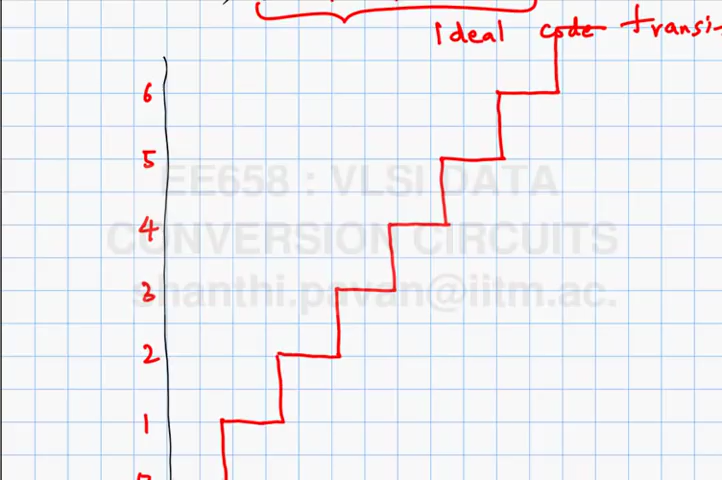 Ideal code transi-
6
5
EE658 : VLSI DATA
4
CONVERSION CIRCUITS
3
shanthi.pavan@iitm.ac.
2
1